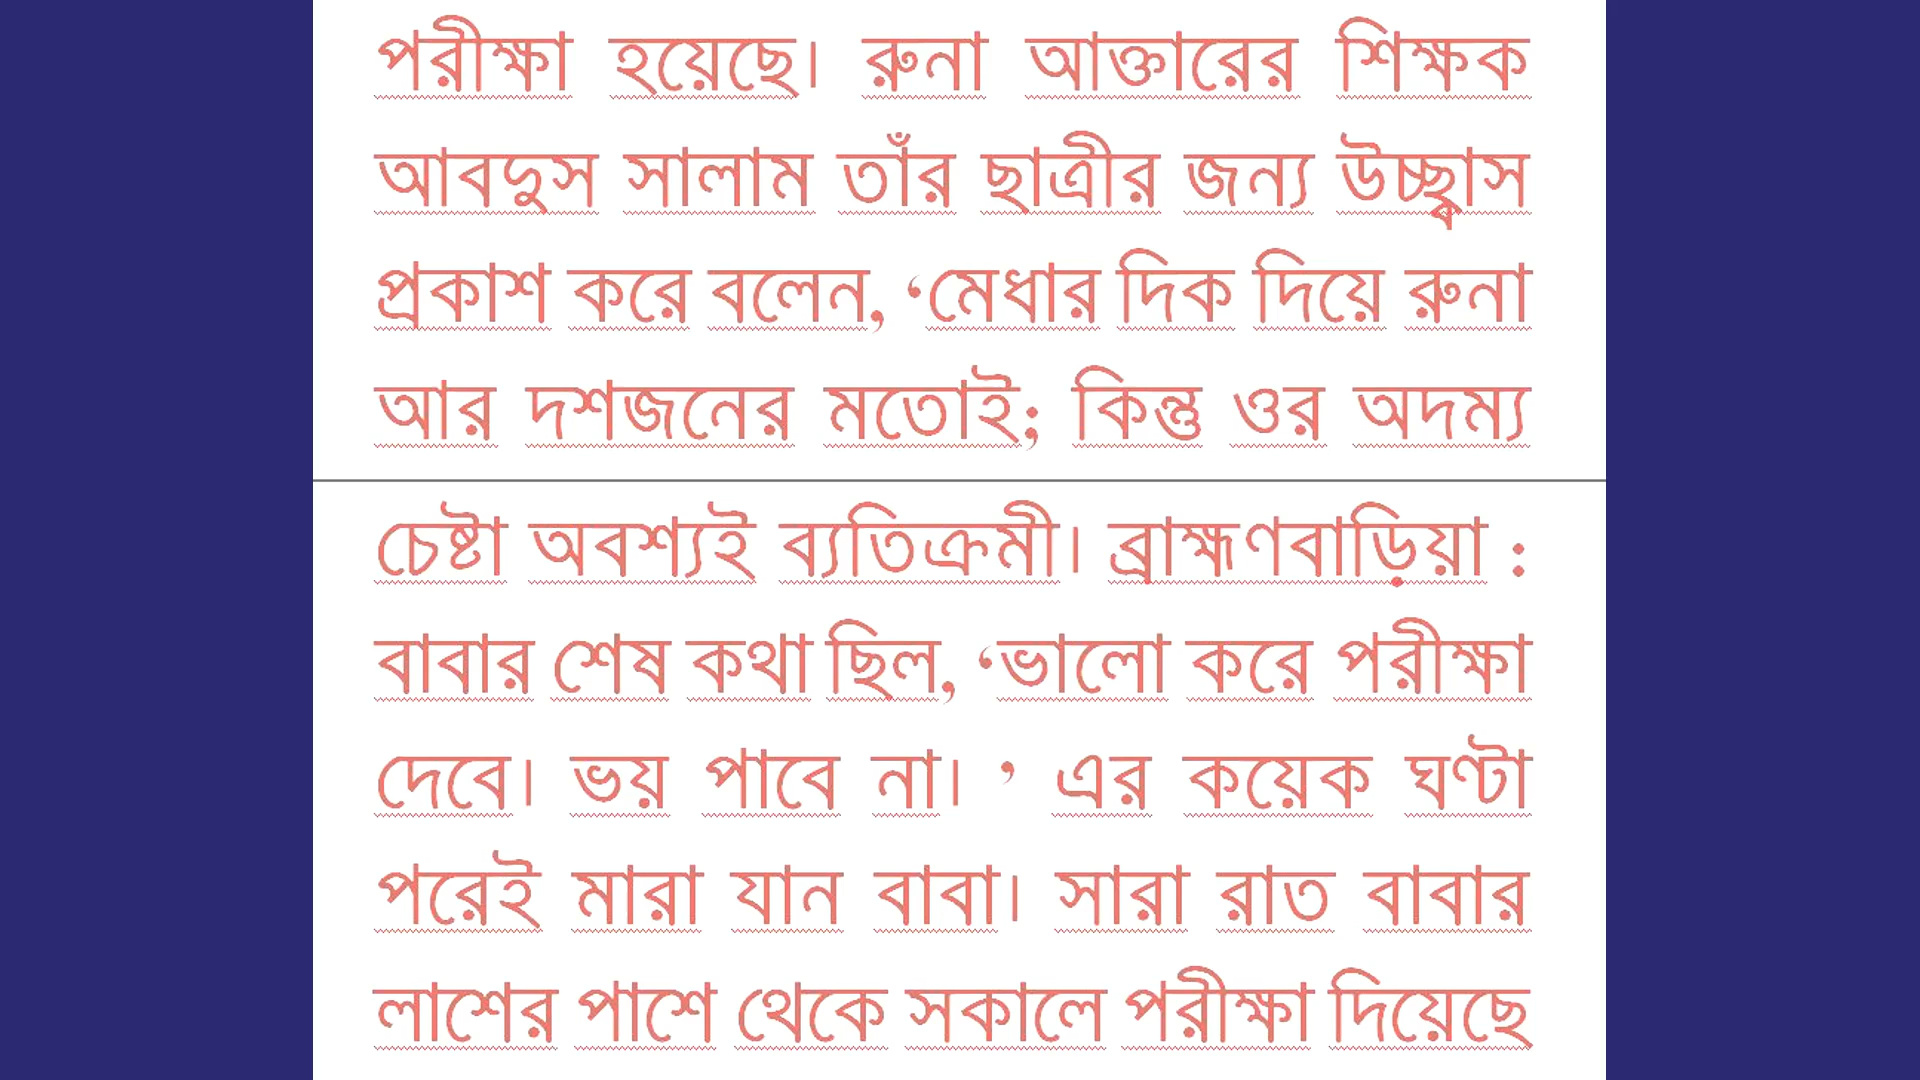 পরীক্ষা হয়েছে। রুনা আক্তারের শিক্ষক
আবদুস সালাম তাঁর ছাত্রীর জন্য উচ্ছ্বাস
প্রকাশ করে বলেন, ‘মেধার দিক দিয়ে রুনা
আর দশজনের মতোই; কিন্তু ওর অদম্য
চেষ্টা অবশ্যই ব্যতিক্রমী। ব্রাহ্মণবাড়িয়া :
বাবার শেষ কথা ছিল, ‘ভালো করে পরীক্ষা
দেবে। ভয় পাবে না। ’ এর কয়েক ঘণ্টা
পরেই মারা যান বাবা। সারা রাত বাবার
লাশের পাশে থেকে সকালে পরীক্ষা দিয়েছে